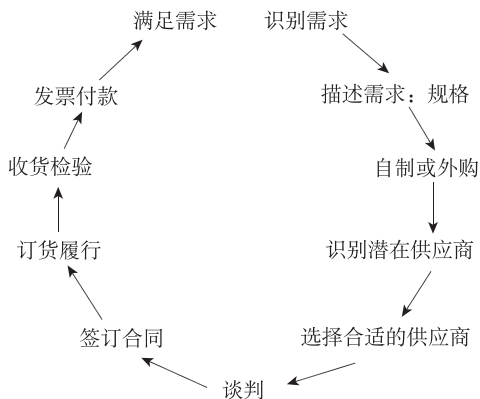 识别需求
描述需求：规格
自制或外购
识别潜在供应商
选择合适的供应商
谈判
签订合同
订货履行
收货检验
发票付款
满足需求